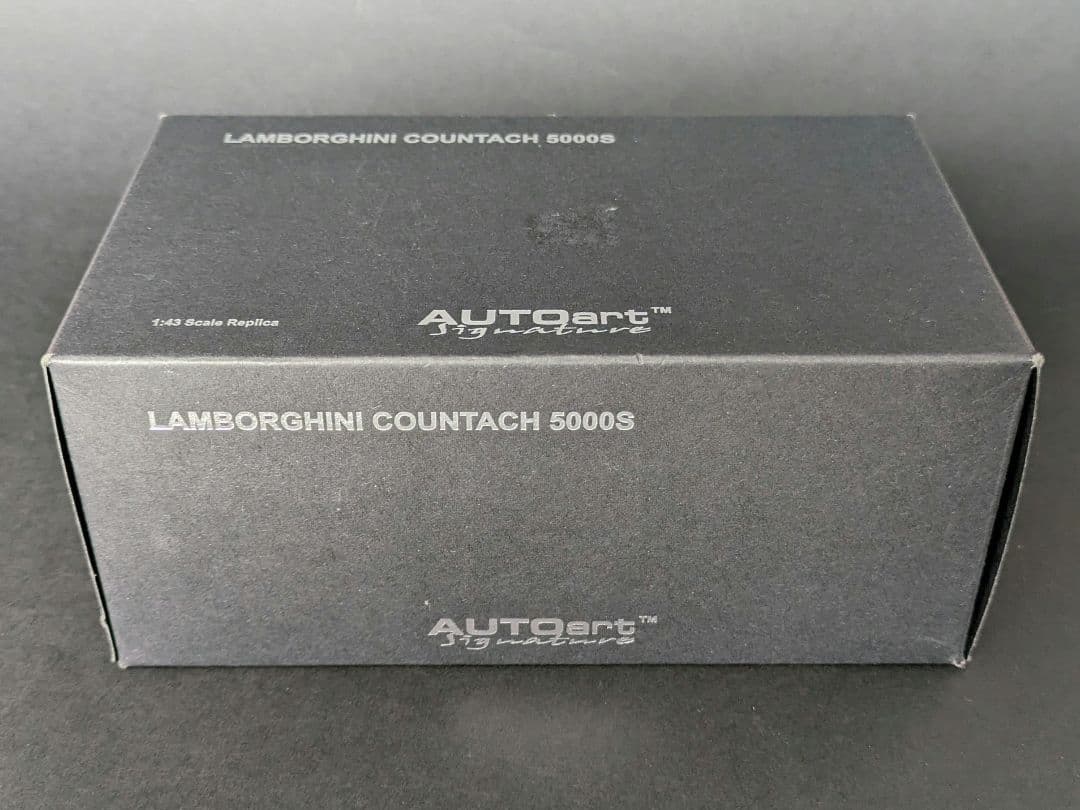 LAMBORGHINI COUNTACH 5000S
1:43 Scale Replica
AUTOart™
Signature
LAMBORGHINI COUNTACH 5000S
AUTOart™
Signature